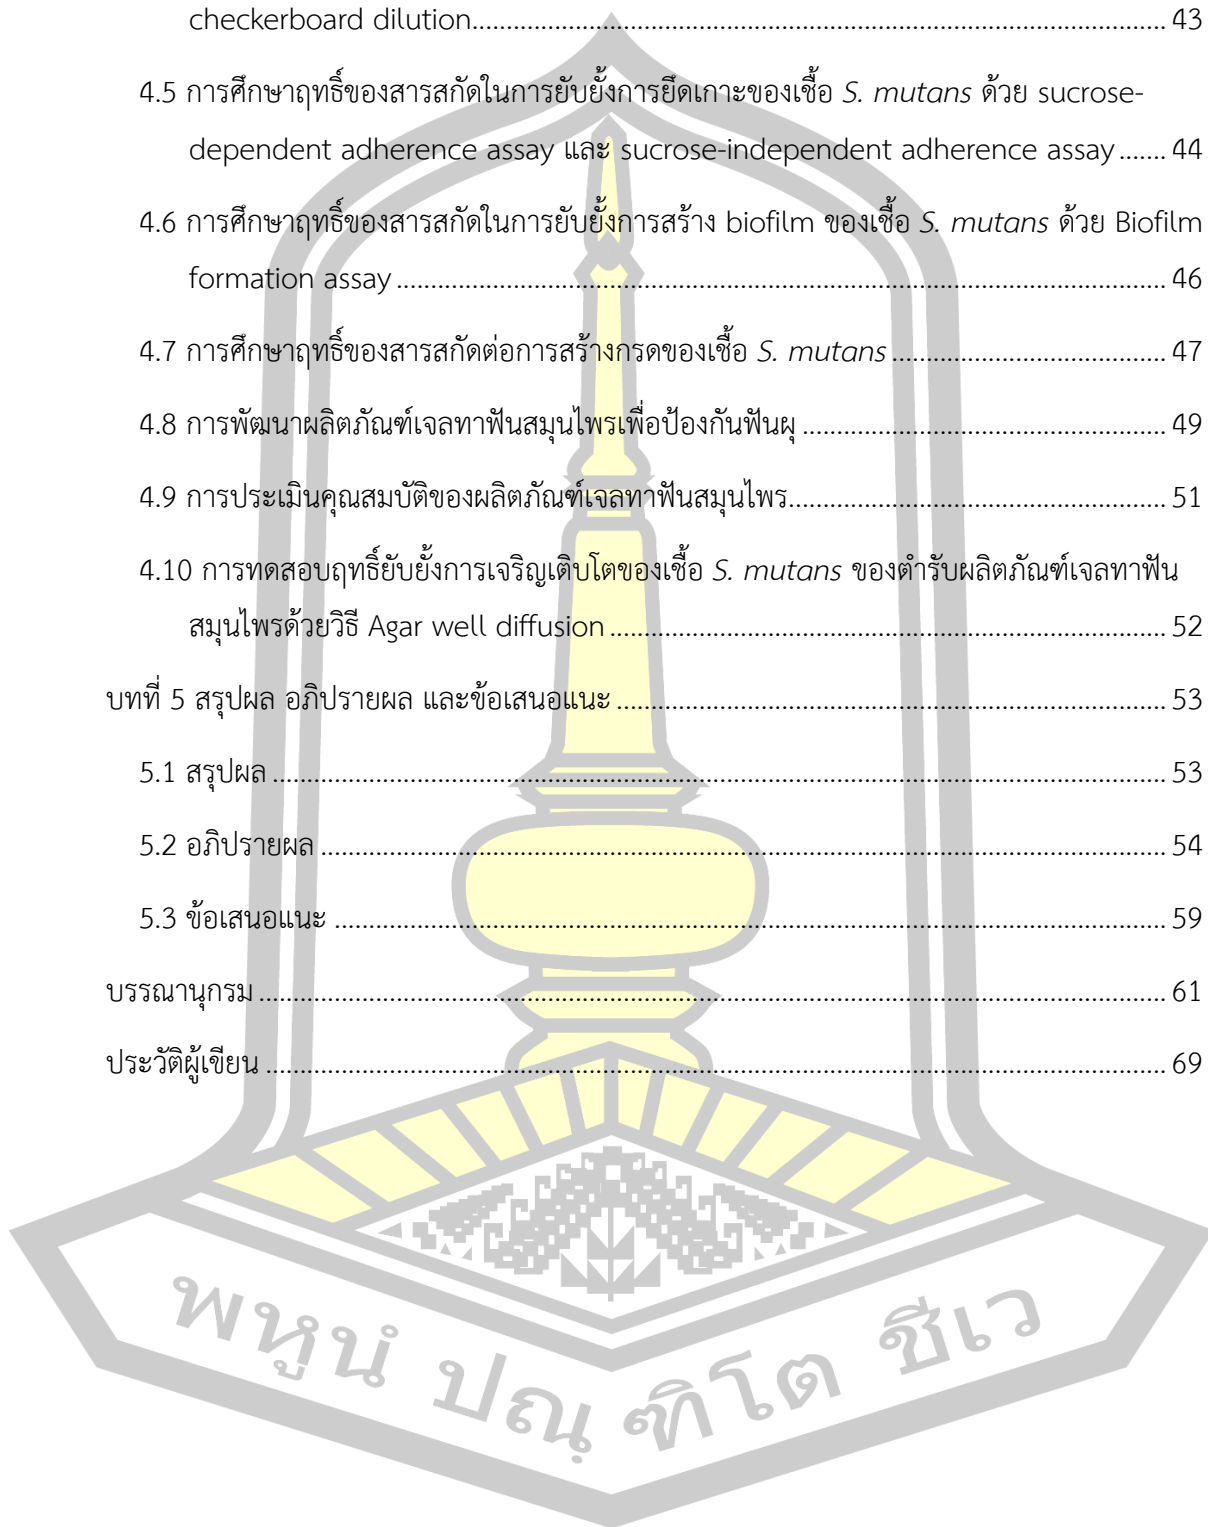 checkerboard dilution.................................................................................................................. 43
4.5 การศึกษาฤทธิ์ของสารสกัดในการยับยั้งการยึดเกาะของเชื้อ S. mutans ด้วย sucrose-
dependent adherence assay และ sucrose-independent adherence assay ....... 44
4.6 การศึกษาฤทธิ์ของสารสกัดในการยับยั้งการสร้าง biofilm ของเชื้อ S. mutans ด้วย Biofilm
formation assay ............................................................................................................................. 46
4.7 การศึกษาฤทธิ์ของสารสกัดต่อการสร้างกรดของเชื้อ S. mutans ............................................. 47
4.8 การพัฒนาผลิตภัณฑ์เจลทาฟันสมุนไพรเพื่อป้องกันฟันผุ ............................................................ 49
4.9 การประเมินคุณสมบัติของผลิตภัณฑ์เจลทาฟันสมุนไพร.............................................................. 51
4.10 การทดสอบฤทธิ์ยับยั้งการเจริญเติบโตของเชื้อ S. mutans ของตำรับผลิตภัณฑ์เจลทาฟัน
สมุนไพรด้วยวิธี Agar well diffusion ............................................................................................ 52
บทที่ 5 สรุปผล อภิปรายผล และข้อเสนอแนะ ......................................................................................... 53
5.1 สรุปผล ................................................................................................................................................. 53
5.2 อภิปรายผล .......................................................................................................................................... 54
5.3 ข้อเสนอแนะ ........................................................................................................................................ 59
บรรณานุกรม .................................................................................................................................................. 61
ประวัติผู้เขียน ................................................................................................................................................. 69
พหูนํ ปณฺฑิโต ชีเว